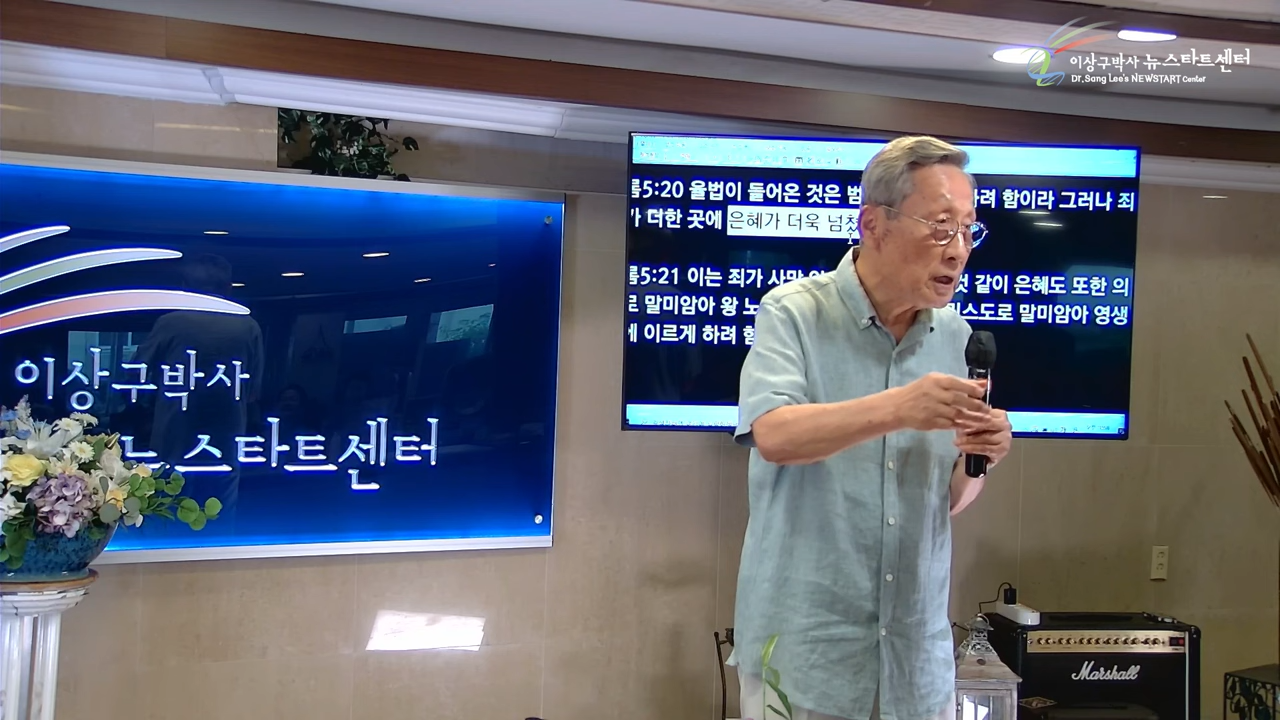 이상구박사 뉴스타트센터
Dr. Sang Lee's NEWSTART Center
롬5:20 율법이 들어온 것은 범 려 함이라 그러나 죄
가 더한 곳에 은혜가 더욱 넘쳤
롬5:21 이는 죄가 사망 같이 은혜도 또한 의
로 말미암아 왕 노 스도로 말미암아 영생
에 이르게 하려 함
이상구박사
뉴스타트센터
Marshall